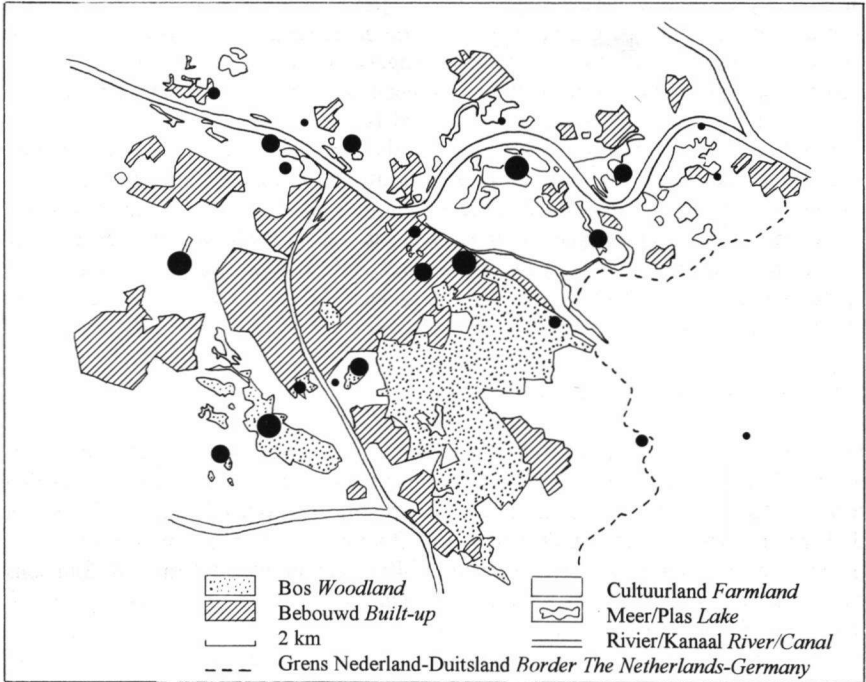 Bos Woodland
Bebouwd Built-up
2 km
Grens Nederland-Duitsland Border The Netherlands-Germany
Cultuurland Farmland
Meer/Plas Lake
Rivier/Kanaal River/Canal